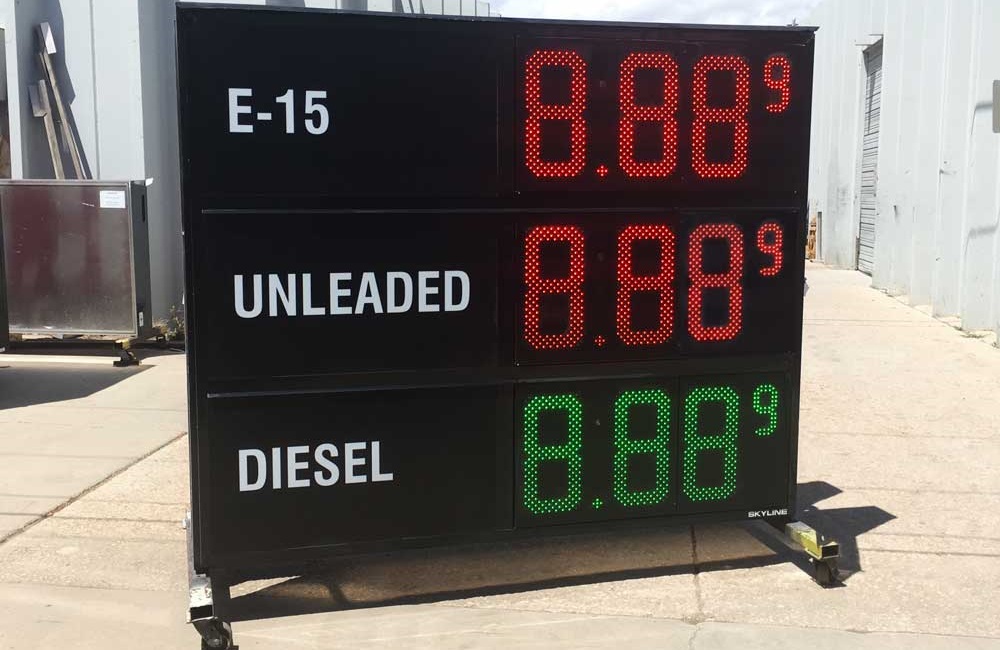 E-15 8.88 9
UNLEADED 8.88 9
DIESEL 8.88 9
SKYLINE